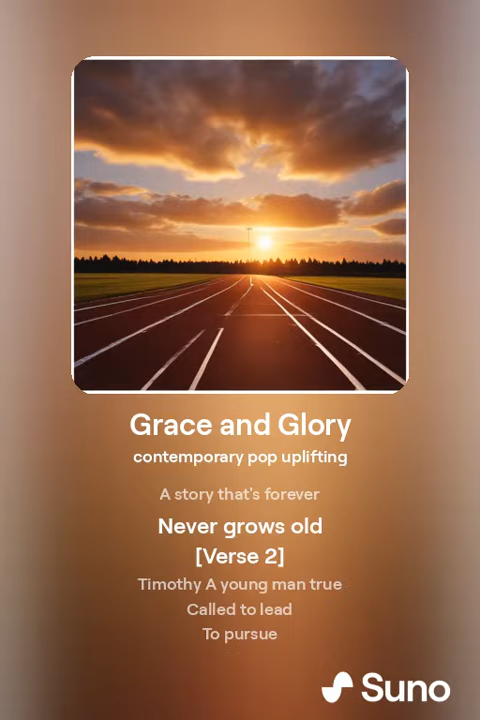 Grace and Glory
contemporary pop uplifting
A story that's forever
Never grows old
[Verse 2]
Timothy A young man true
Called to lead
To pursue
Suno